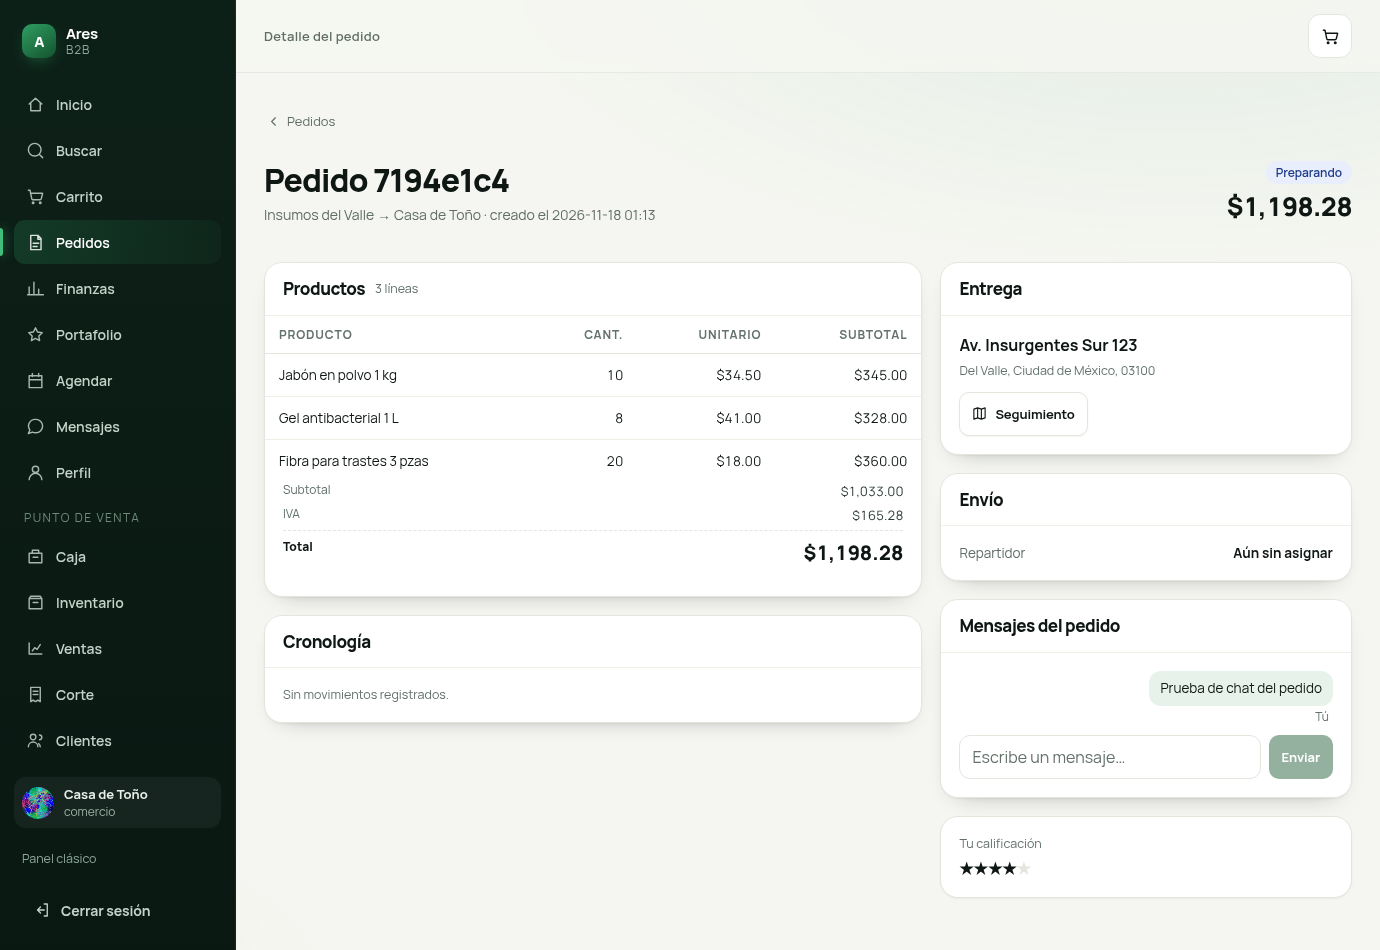 A
Ares
B2B
Inicio
Buscar
Carrito
Pedidos
Finanzas
Portafolio
Agendar
Mensajes
Perfil
PUNTO DE VENTA
Caja
Inventario
Ventas
Corte
Clientes
Casa de Toño
comercio
Panel clásico
Cerrar sesión
Detalle del pedido
Pedidos
Pedido 7194e1c4
Insumos del Valle → Casa de Toño · creado el 2026-11-18 01:13
Preparando
$1,198.28
Productos 3 líneas
PRODUCTO CANT. UNITARIO SUBTOTAL
Jabón en polvo 1 kg 10 $34.50 $345.00
Gel antibacterial 1 L 8 $41.00 $328.00
Fibra para trastes 3 pzas 20 $18.00 $360.00
Subtotal $1,033.00
IVA $165.28
Total $1,198.28
Cronología
Sin movimientos registrados.
Entrega
Av. Insurgentes Sur 123
Del Valle, Ciudad de México, 03100
Seguimiento
Envío
Repartidor Aún sin asignar
Mensajes del pedido
Prueba de chat del pedido
Tú
Escribe un mensaje... Enviar
Tu calificación
★★★★★